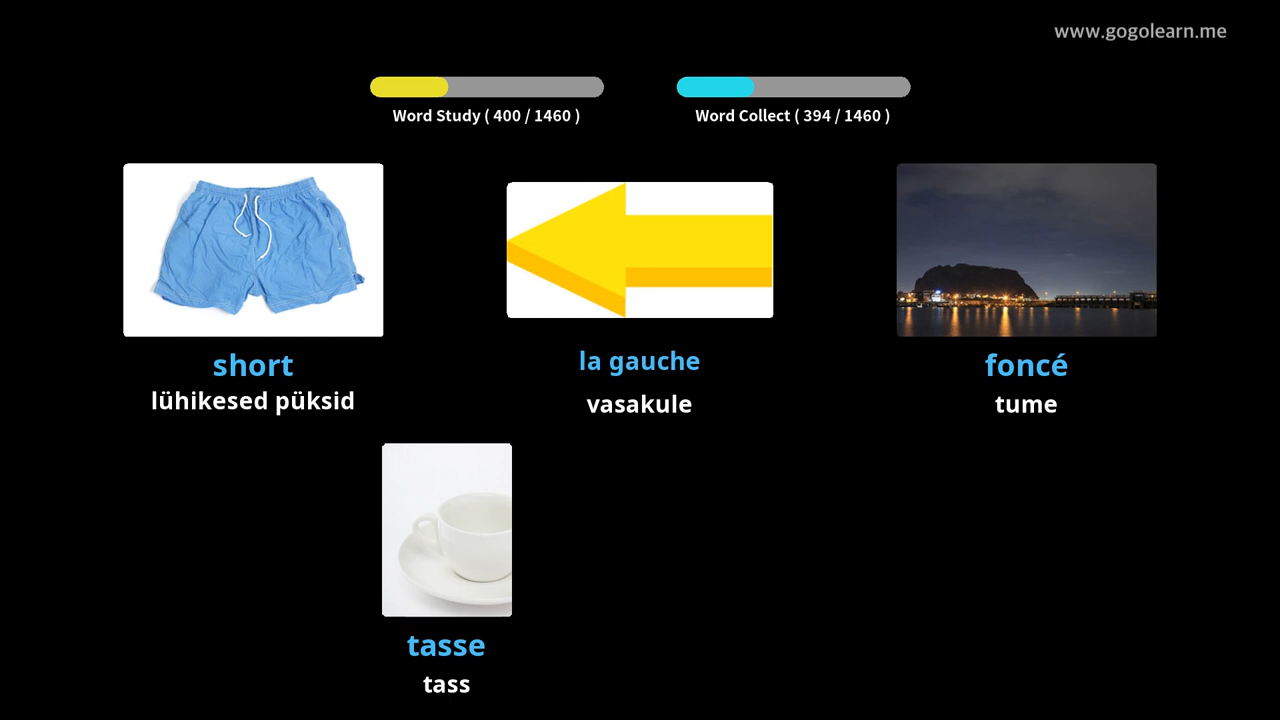 www.gogolearn.me
Word Study ( 400 / 1460 )
Word Collect ( 394 / 1460 )
short
lühikesed püksid
la gauche
vasakule
foncé
tume
tasse
tass